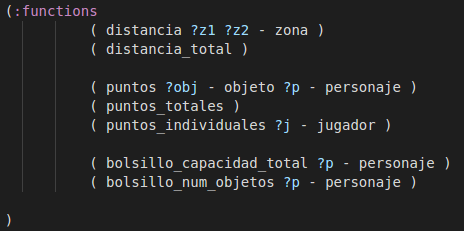 (:functions
( distancia ?z1 ?z2 - zona )
( distancia_total )
( puntos ?obj - objeto ?p - personaje )
( puntos_totales )
( puntos_individuales ?j - jugador )
( bolsillo_capacidad_total ?p - personaje )
( bolsillo_num_objetos ?p - personaje )
)